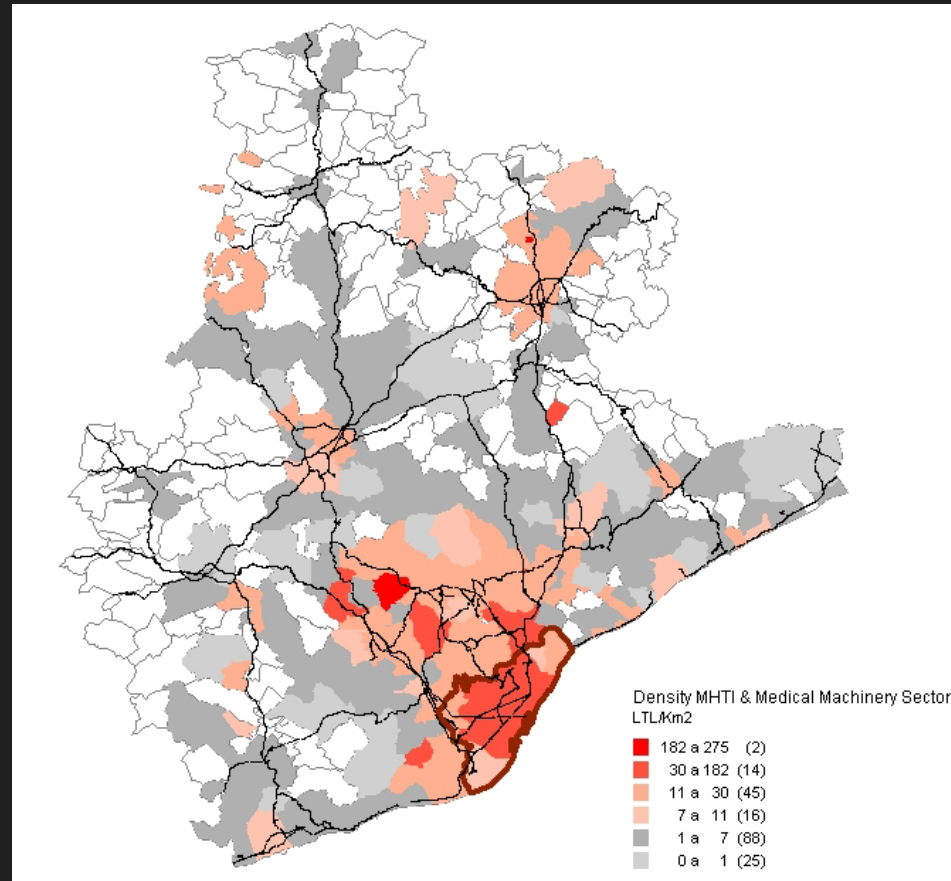 Density MHTI & Medical Machinery Sector
LTL/Km2
182 a 275 (2)
30 a 182 (14)
11 a 30 (45)
7 a 11 (16)
1 a 7 (88)
0 a 1 (25)